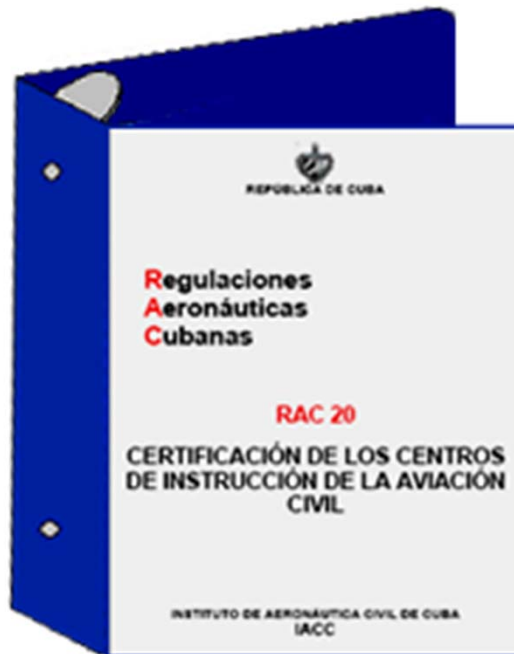 REPÚBLICA DE CUBA
Regulaciones
Aeronáuticas
Cubanas
RAC 20
CERTIFICACIÓN DE LOS CENTROS
DE INSTRUCCIÓN DE LA AVIACIÓN
CIVIL
INSTITUTO DE AERONÁUTICA CIVIL DE CUBA
IACC